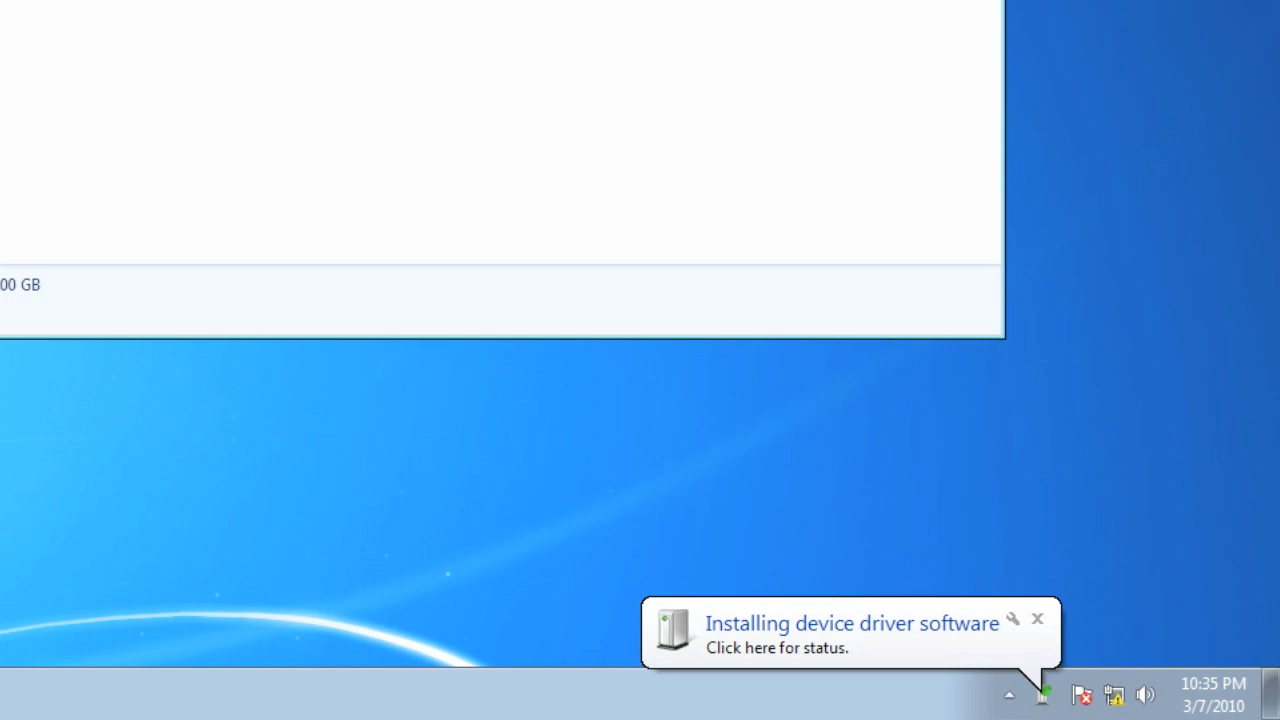 00 GB
Installing device driver software
Click here for status.
10:35 PM
3/7/2010